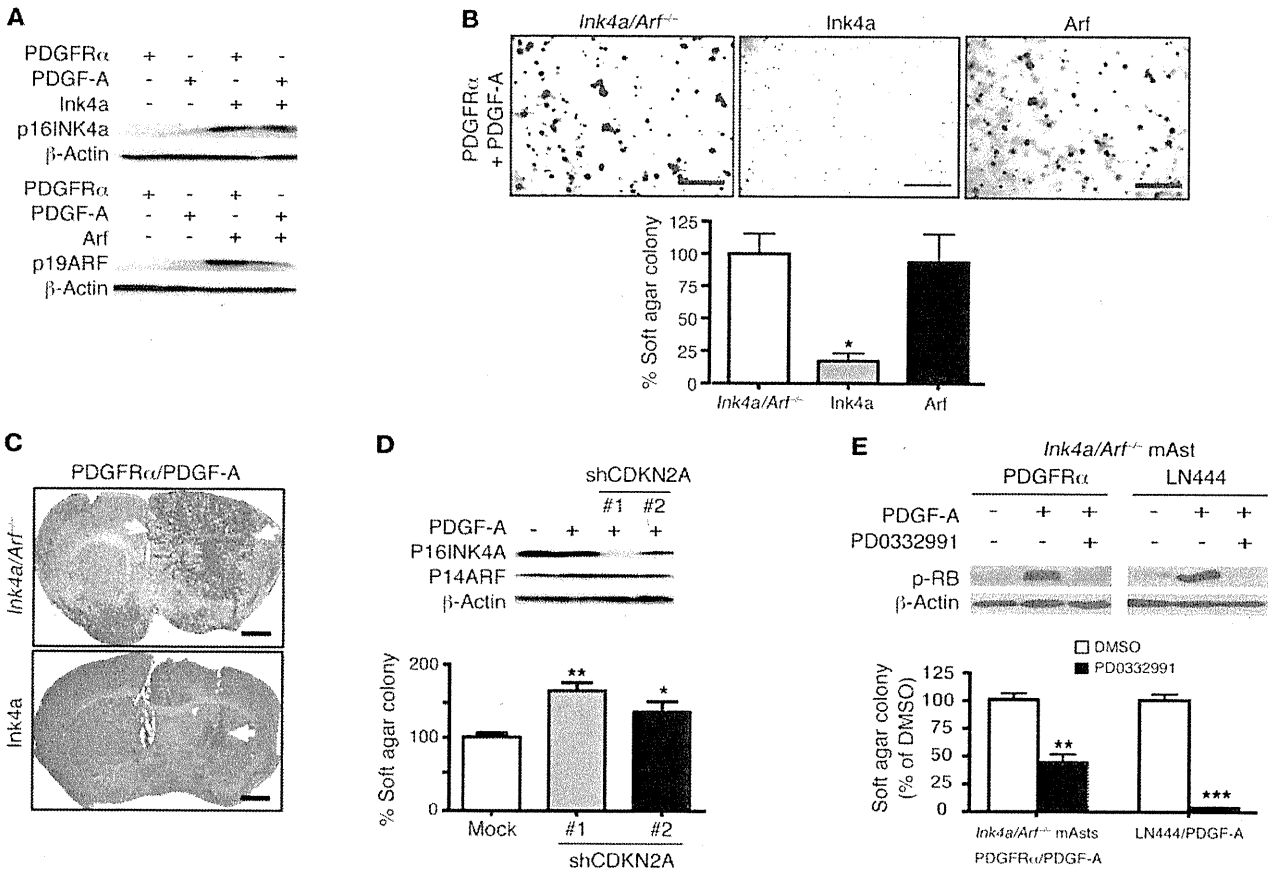 A
PDGFRα + - + -
PDGF-A - + - +
Ink4a - - + +
p16INK4a
β-Actin
PDGFRα + - + -
PDGF-A - + - +
Arf - - + +
p19ARF
β-Actin
B
Ink4a/Arf-/- Ink4a Arf
PDGFRα
+ PDGF-A
% Soft agar colony
125
100
75
50
25
0
*
Ink4a/Arf-/- Ink4a Arf
C
PDGFRα/PDGF-A
Ink4a/Arf-/-
Ink4a
D
shCDKN2A
#1 #2
PDGF-A - + + +
P16INK4A
P14ARF
β-Actin
% Soft agar colony
200
100
0
**
*
Mock #1 #2
shCDKN2A
E
Ink4a/Arf-/- mAst
PDGFRα LN444
PDGF-A - + + - + +
PD0332991 - - + - - +
p-RB
β-Actin
DMSO
PD0332991
Soft agar colony
(% of DMSO)
125
100
75
50
25
0
**
***
Ink4a/Arf-/- mAsts LN444/PDGF-A
PDGFRα/PDGF-A